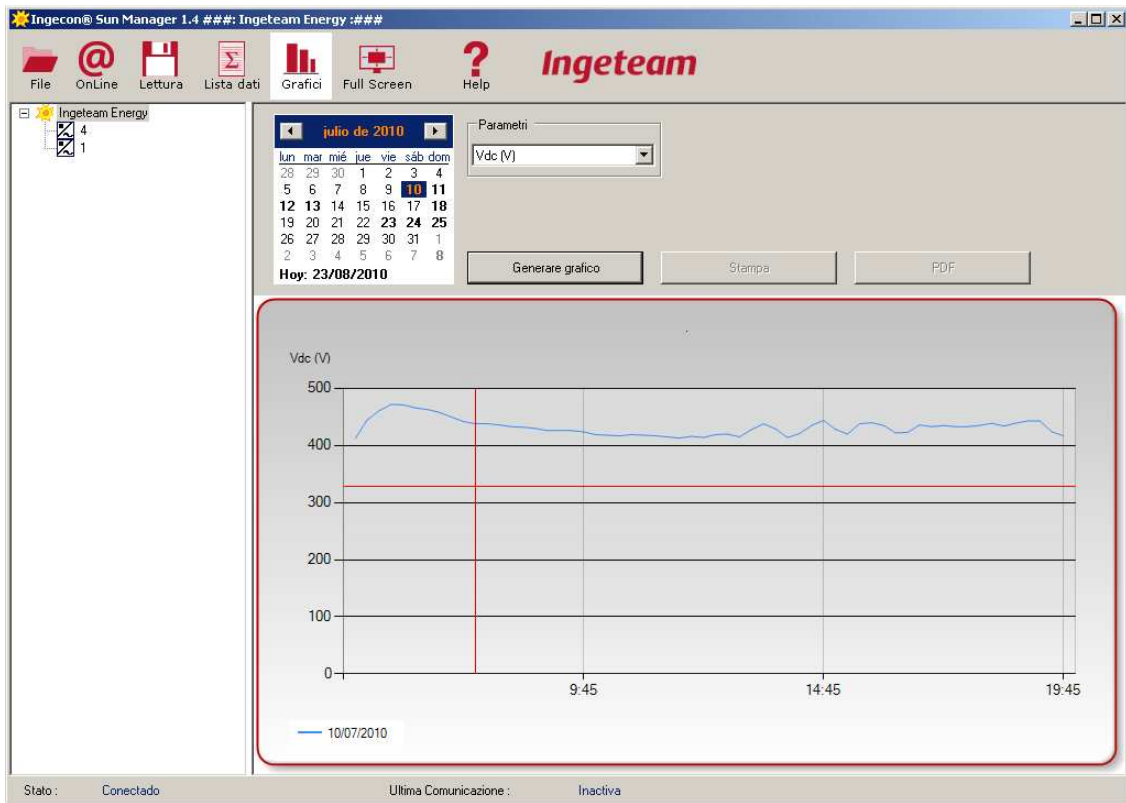 Ingecon® Sun Manager 1.4 ###: Ingeteam Energy :###
File OnLine Lettura Lista dati Grafici Full Screen Help Ingeteam
Ingeteam Energy
4
1
julio de 2010
lun mar mié jue vie sáb dom
28 29 30 1 2 3 4
5 6 7 8 9 10 11
12 13 14 15 16 17 18
19 20 21 22 23 24 25
26 27 28 29 30 31 1
2 3 4 5 6 7 8
Hoy: 23/08/2010
Parametri
Vdc (V)
Generare grafico Stampa PDF
Vdc (V)
500
400
300
200
100
0
9:45 14:45 19:45
10/07/2010
Stato : Conectado Ultima Comunicazione : Inactiva